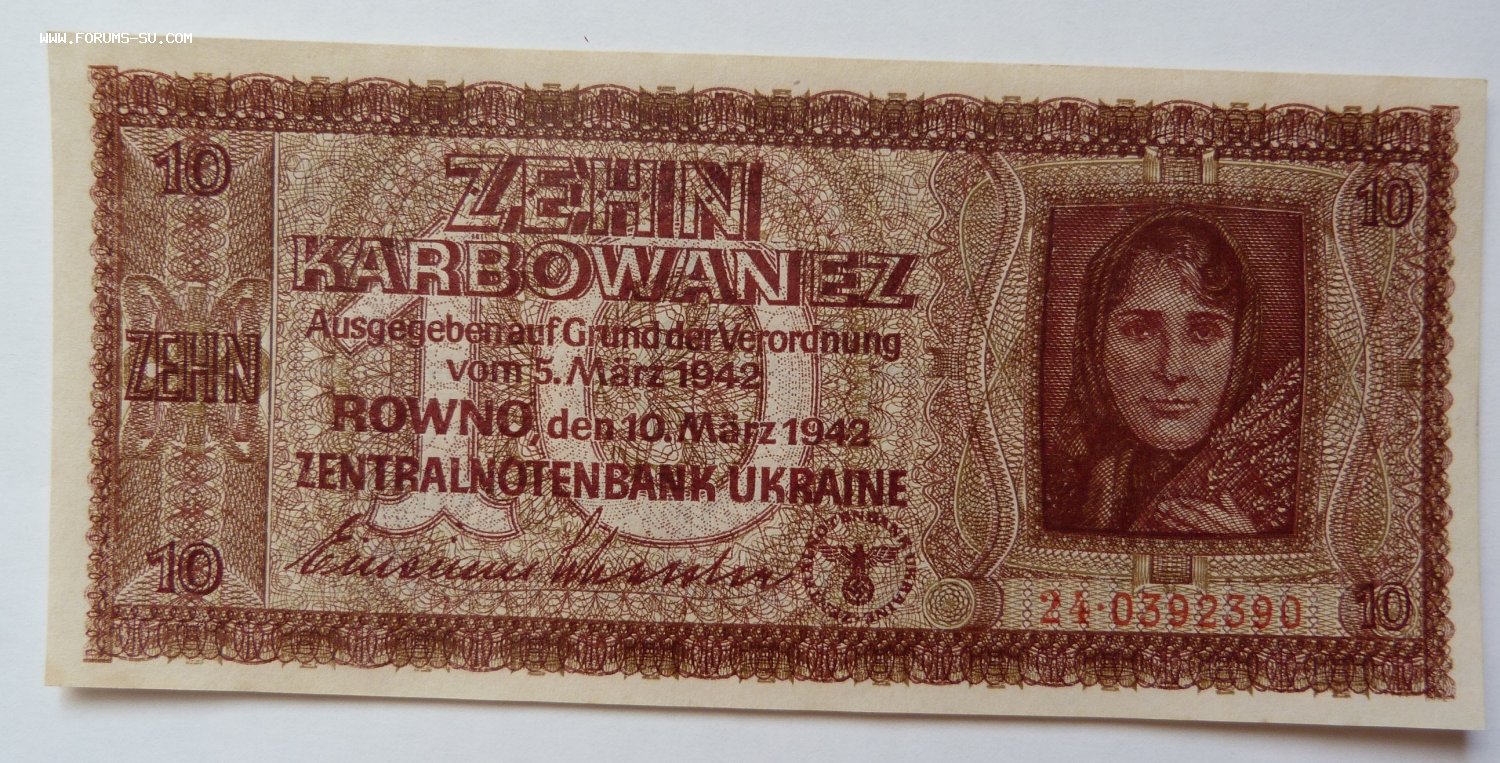 WWW.FORUMS-SU.COM
10
10
ZEHN
KARBOWANEZ
Ausgegeben auf Grund der Verordnung
vom 5. März 1942
ZEHN
10
ROWNO, den 10. März 1942
ZENTRALNOTENBANK UKRAINE
10
24·0392390
10